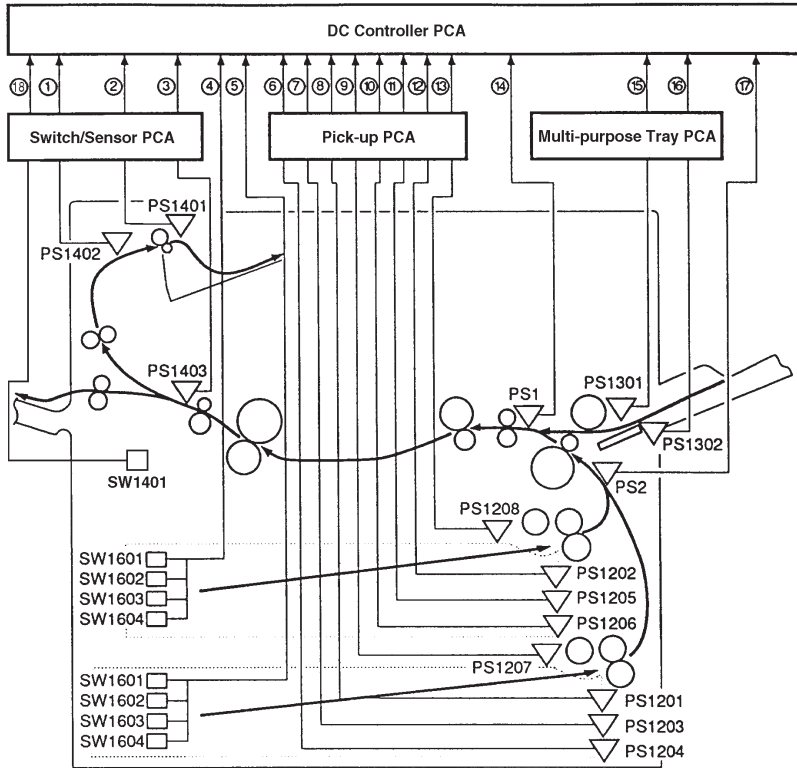 DC Controller PCA
⑱ ① ② ③ ④ ⑤ ⑥ ⑦ ⑧ ⑨ ⑩ ⑪ ⑫ ⑬ ⑭ ⑮ ⑯ ⑰
Switch/Sensor PCA
Pick-up PCA
Multi-purpose Tray PCA
PS1401
PS1402
PS1403
PS1
PS1301
PS1302
SW1401
PS2
PS1208
SW1601
SW1602
SW1603
SW1604
PS1202
PS1205
PS1206
PS1207
SW1601
SW1602
SW1603
SW1604
PS1201
PS1203
PS1204